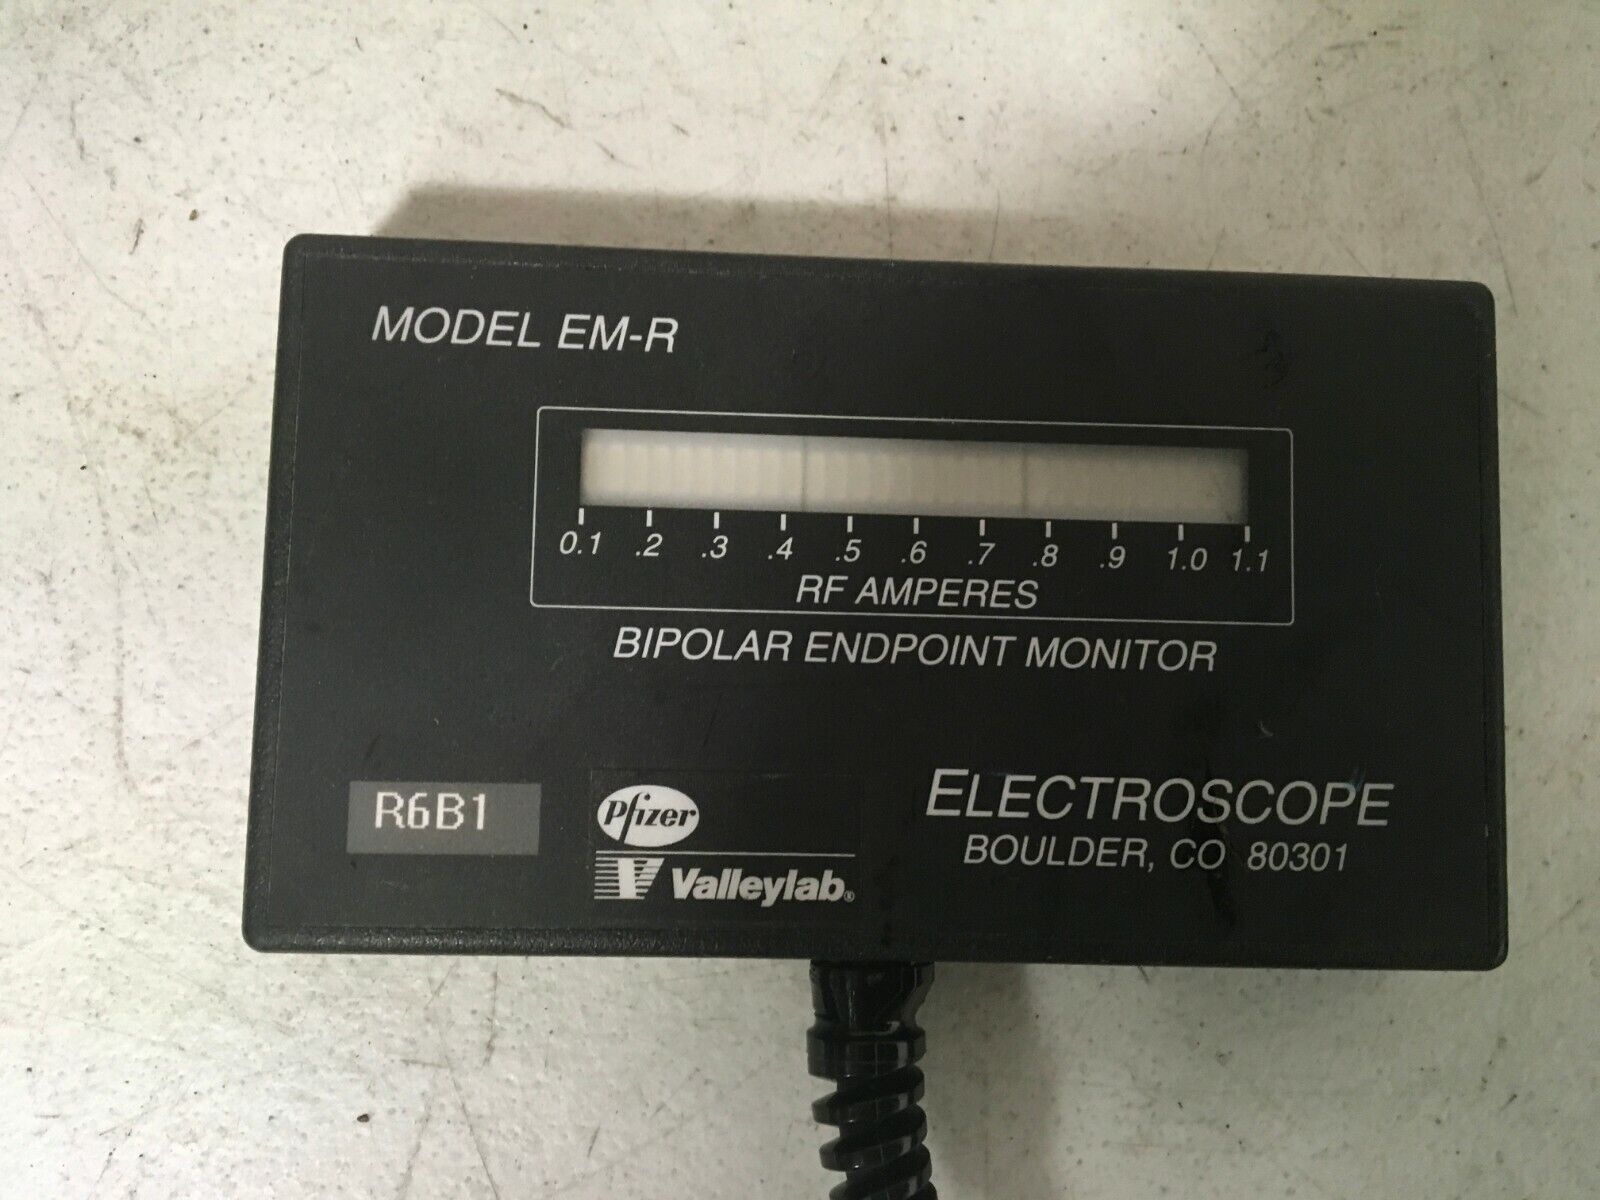 MODEL EM-R
0.1 .2 .3 .4 .5 .6 .7 .8 .9 1.0 1.1
RF AMPERES
BIPOLAR ENDPOINT MONITOR
R6B1
Pfizer
Valleylab®
ELECTROSCOPE
BOULDER, CO 80301